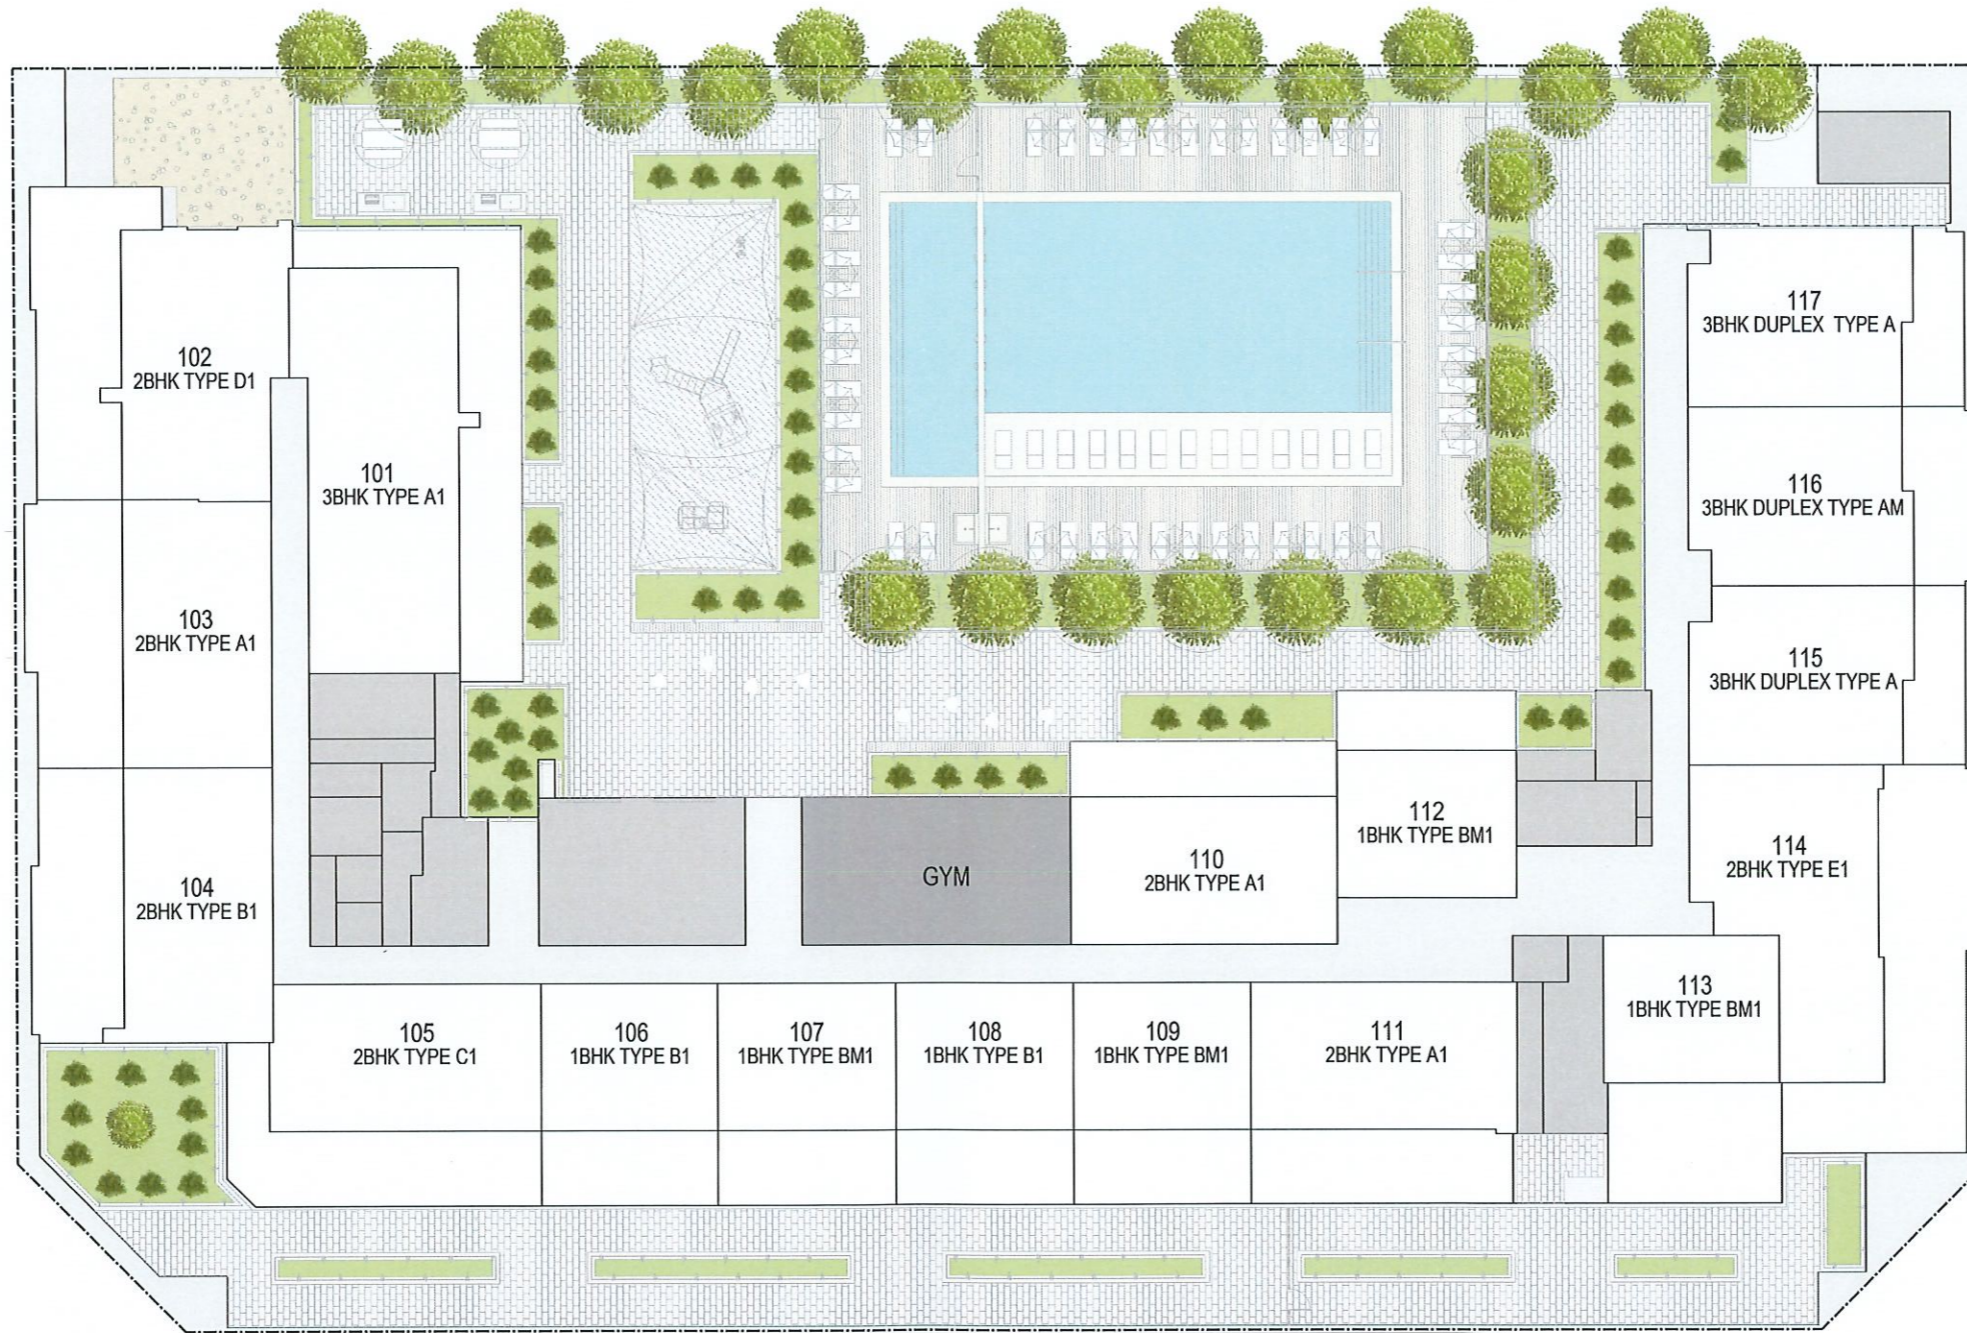 117
3BHK DUPLEX TYPE A
102
2BHK TYPE D1
101
3BHK TYPE A1
116
3BHK DUPLEX TYPE AM
103
2BHK TYPE A1
115
3BHK DUPLEX TYPE A
112
1BHK TYPE BM1
114
2BHK TYPE E1
110
2BHK TYPE A1
GYM
104
2BHK TYPE B1
113
1BHK TYPE BM1
105
2BHK TYPE C1
106
1BHK TYPE B1
107
1BHK TYPE BM1
108
1BHK TYPE B1
109
1BHK TYPE BM1
111
2BHK TYPE A1